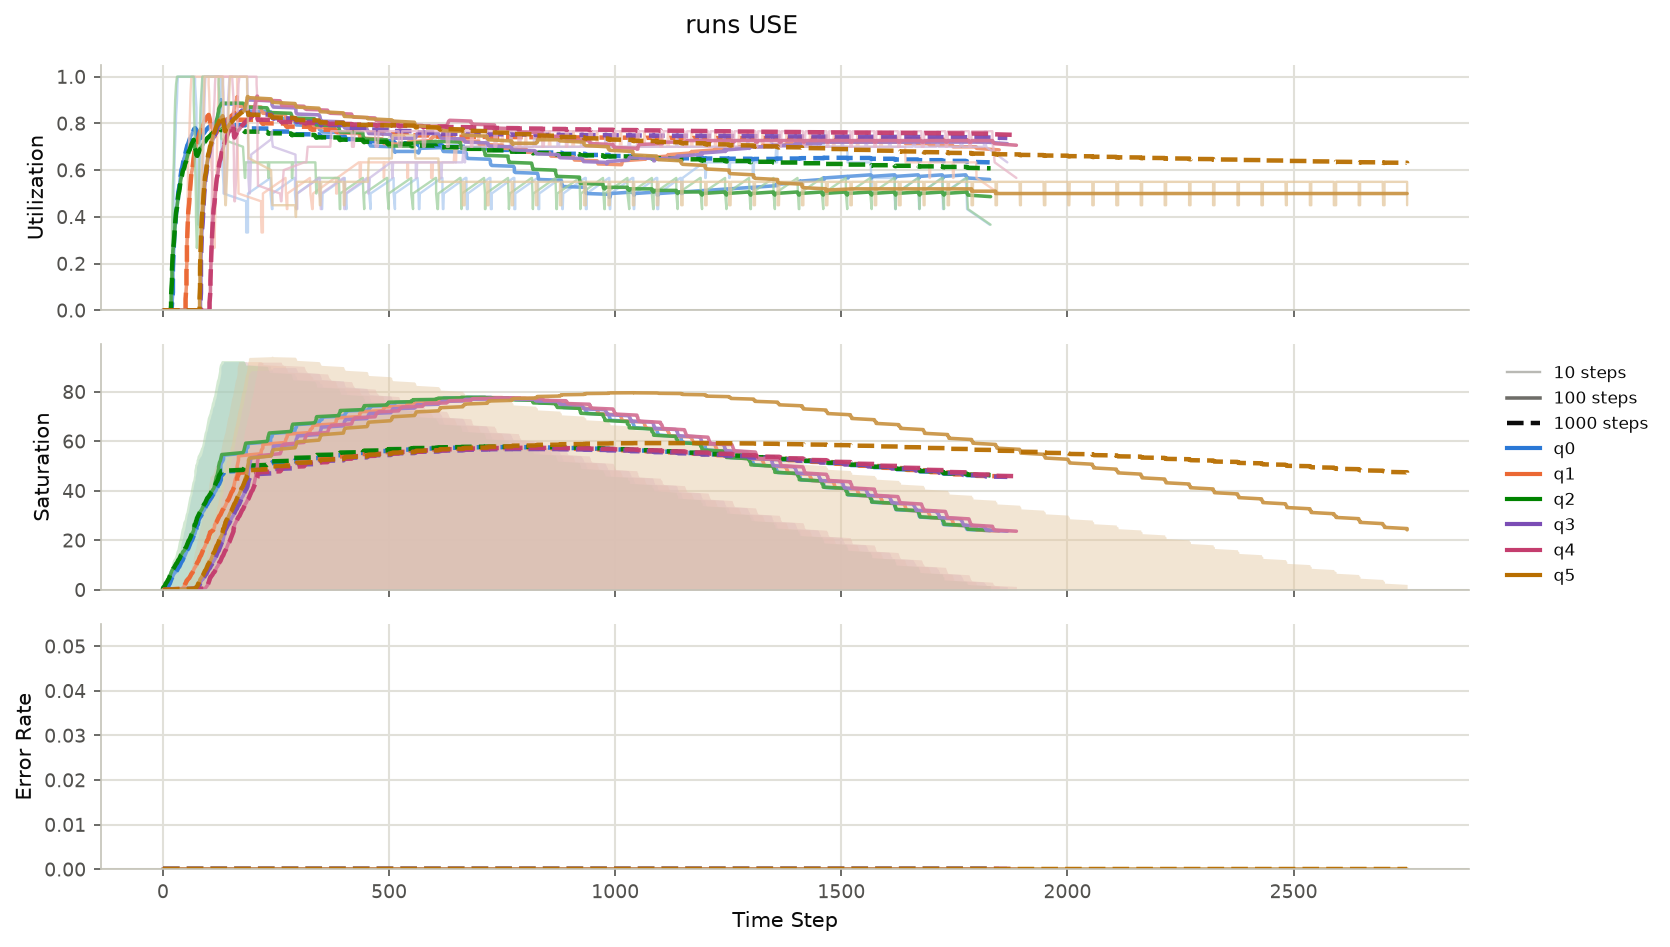 runs USE
1.0
0.8
0.6
0.4
0.2
0.0
Utilization
80
60
40
20
0
Saturation
0.05
0.04
0.03
0.02
0.01
0.00
Error Rate
0 500 1000 1500 2000 2500
Time Step
10 steps
100 steps
1000 steps
q0
q1
q2
q3
q4
q5